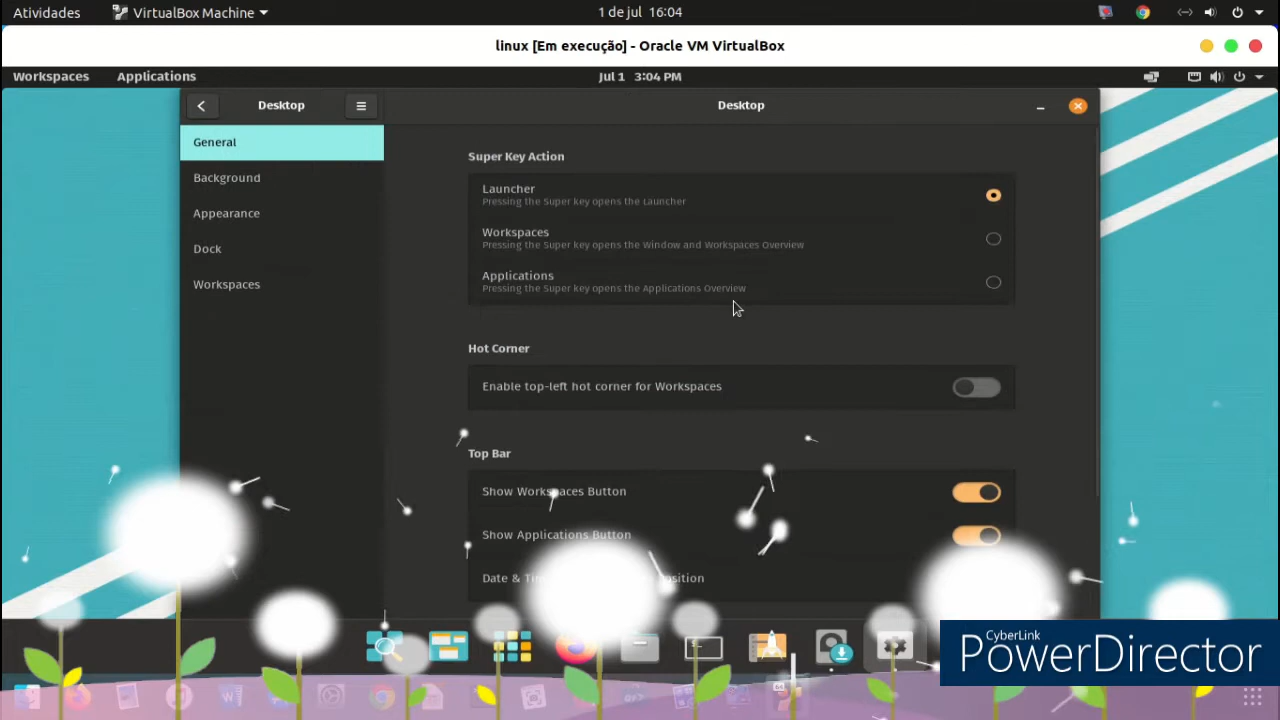 Atividades
VirtualBox Machine
1 de jul 16:04
linux [Em execução] - Oracle VM VirtualBox
Workspaces
Applications
Jul 1 3:04 PM
Desktop
Desktop
General
Background
Appearance
Dock
Workspaces
Super Key Action
Launcher
Pressing the Super key opens the Launcher
Workspaces
Pressing the Super key opens the Window and Workspaces Overview
Applications
Pressing the Super key opens the Applications Overview
Hot Corner
Enable top-left hot corner for Workspaces
Top Bar
Show Workspaces Button
Show Applications Button
Date &
CyberLink
PowerDirector